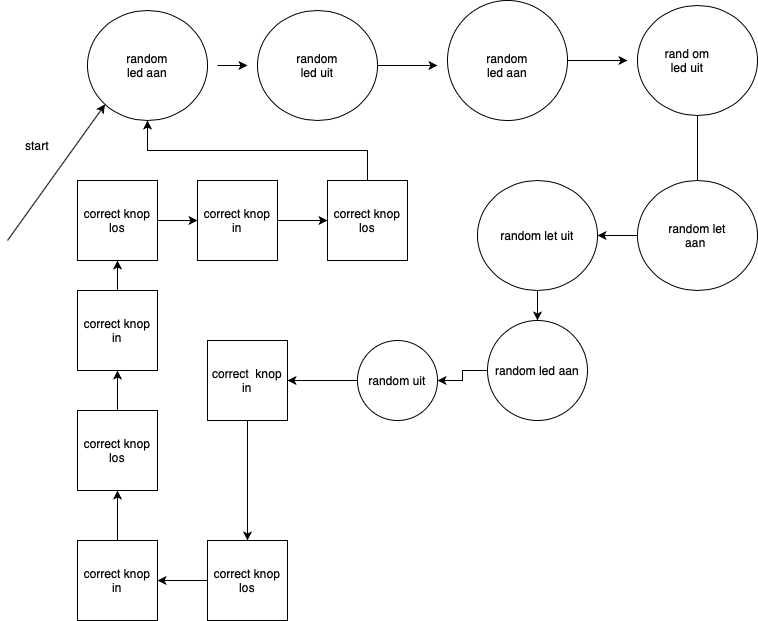 random
led aan
random
led uit
random
led aan
rand om
led uit
start
correct knop
los
correct knop
in
correct knop
los
random let uit
random let
aan
correct knop
in
correct  knop
in
random uit
random led aan
correct knop
los
correct knop
in
correct knop
los